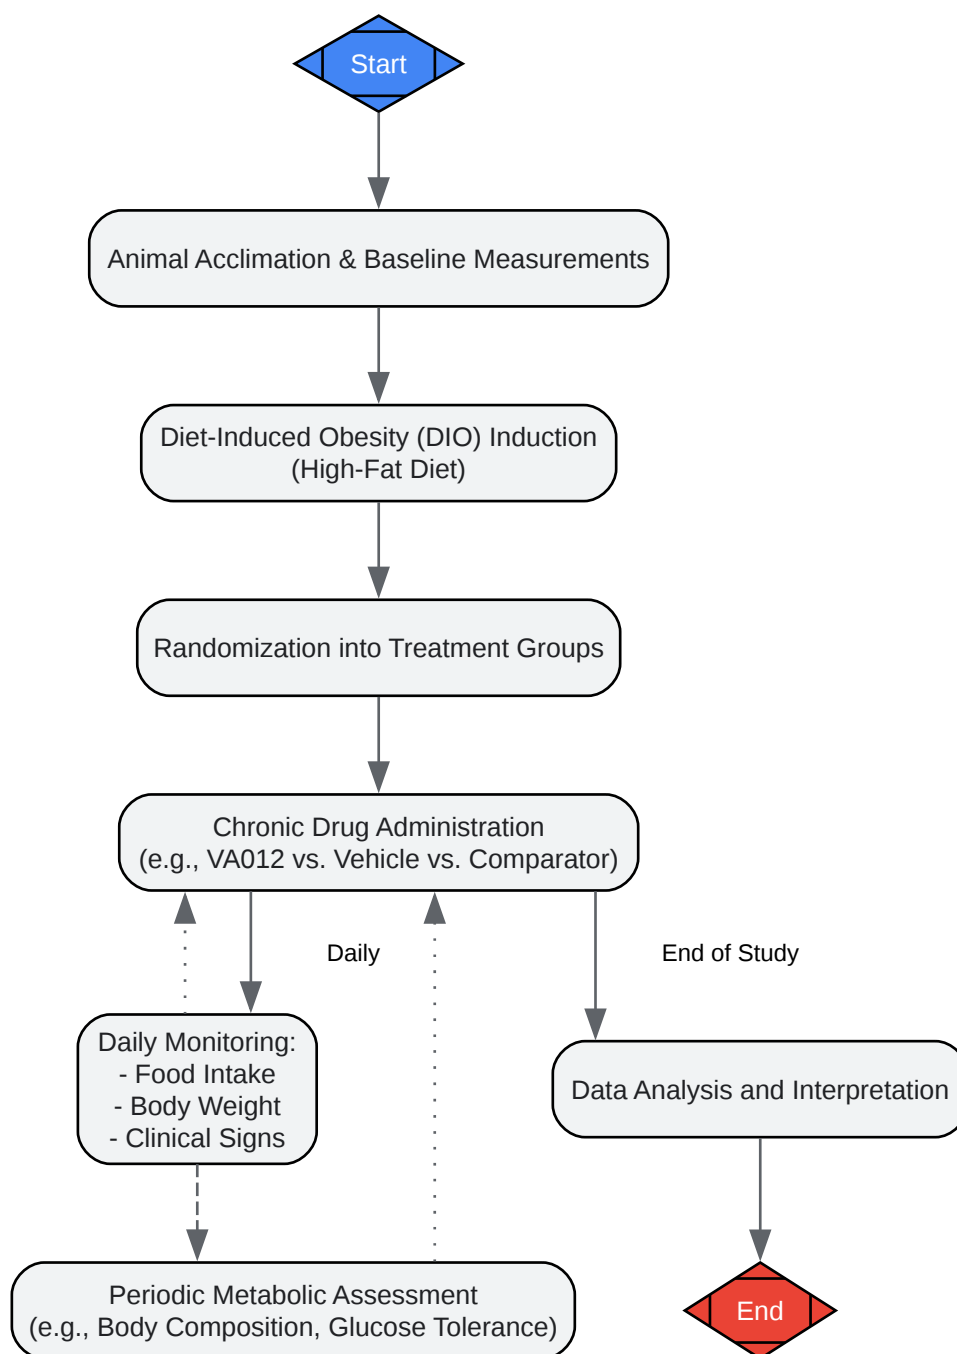 Start
Animal Acclimation & Baseline Measurements
Diet-Induced Obesity (DIO) Induction
(High-Fat Diet)
Randomization into Treatment Groups
Chronic Drug Administration
(e.g., VA012 vs. Vehicle vs. Comparator)
Daily
End of Study
Daily Monitoring:
- Food Intake
- Body Weight
- Clinical Signs
Data Analysis and Interpretation
Periodic Metabolic Assessment
(e.g., Body Composition, Glucose Tolerance)
End